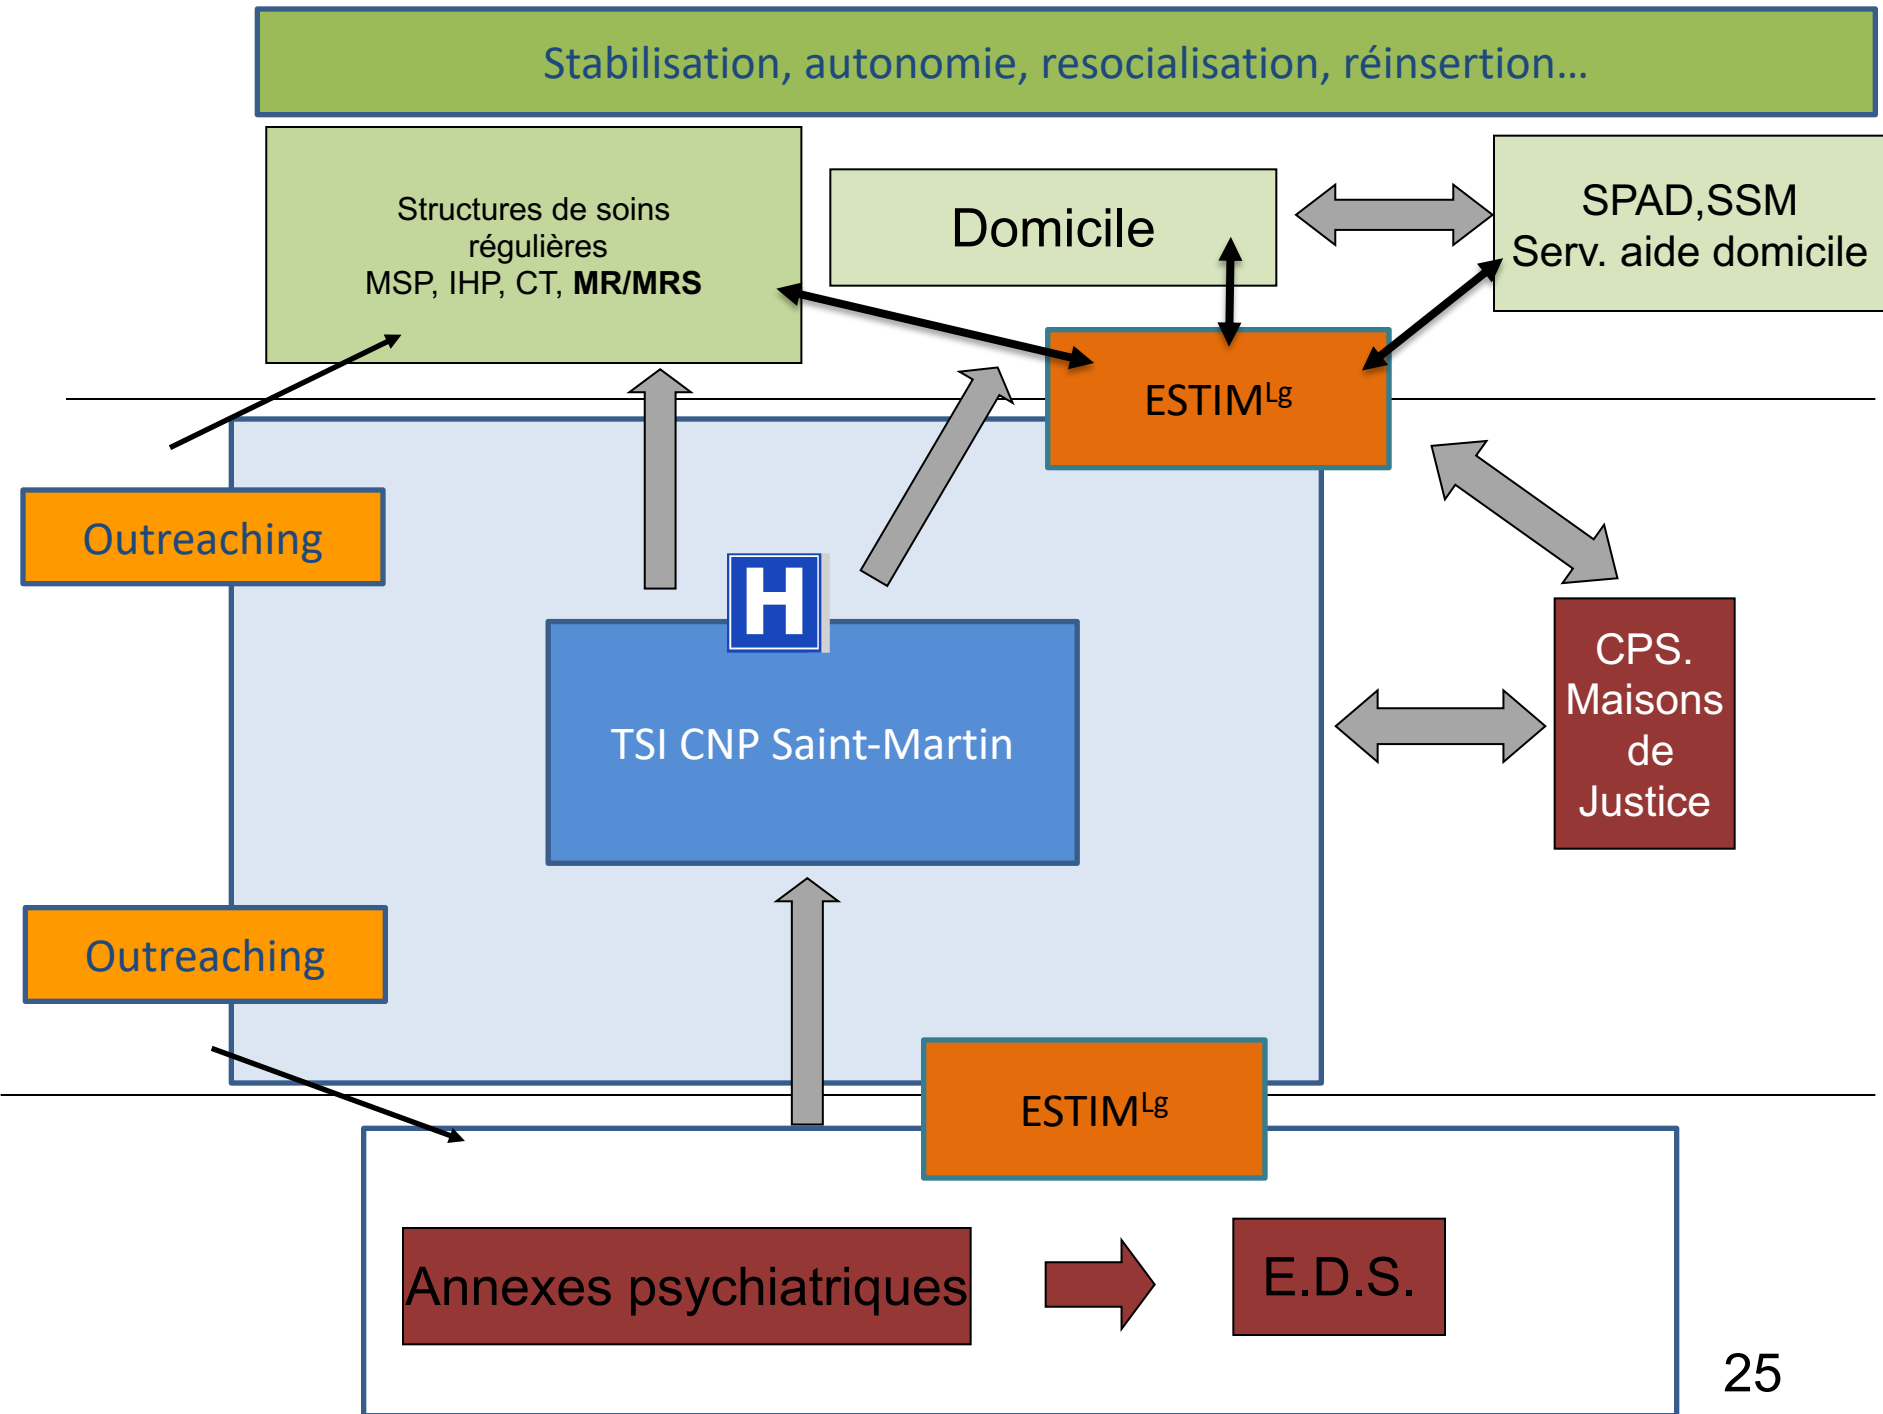 Stabilisation, autonomie, resocialisation, réinsertion…
Structures de soins
régulières
MSP, IHP, CT, MR/MRS
Domicile
SPAD,SSM
Serv. aide domicile
ESTIMLg
Outreaching
H
TSI CNP Saint-Martin
CPS.
Maisons
de
Justice
Outreaching
ESTIMLg
Annexes psychiatriques
E.D.S.
25